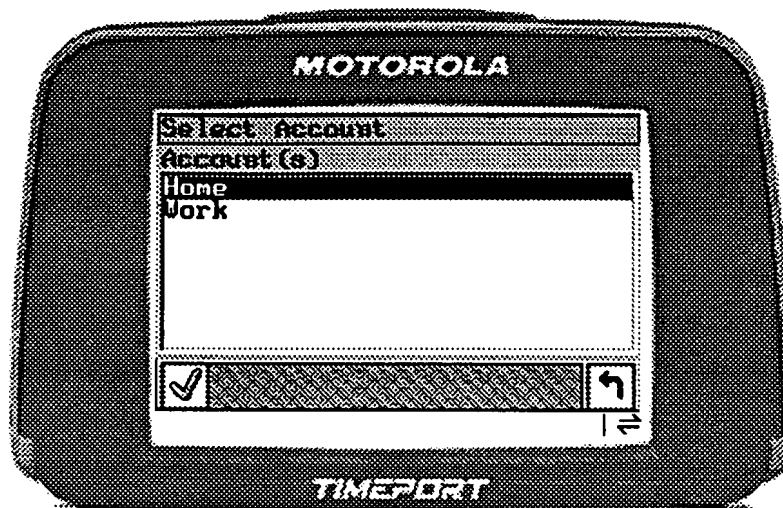 MOTOROLA
Select Account
Account(s)
Home
Work
TIMEPORT